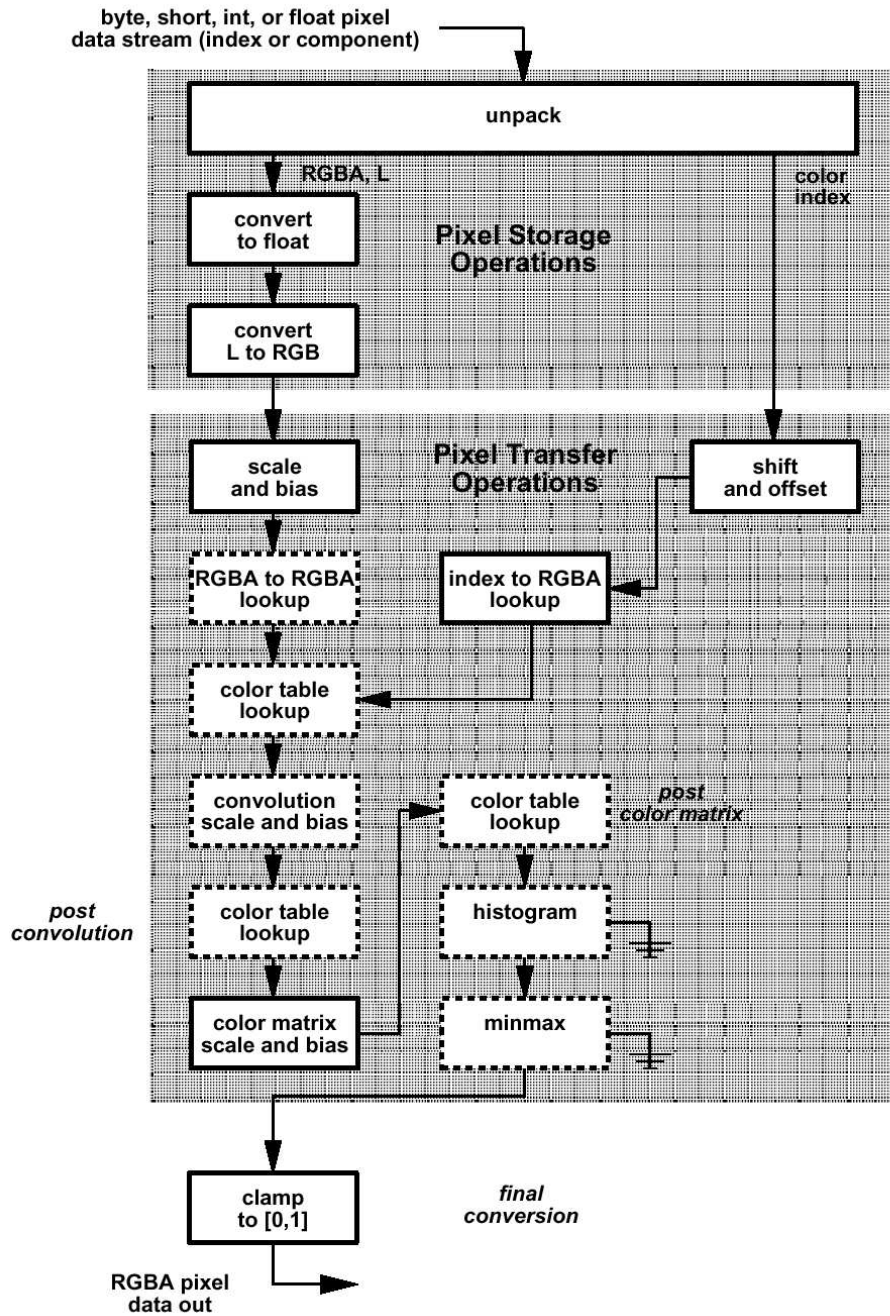 byte, short, int, or float pixel
data stream (index or component)
unpack
RGBA, L
color
index
convert
to float
Pixel Storage
Operations
convert
L to RGB
scale
and bias
Pixel Transfer
Operations
shift
and offset
RGBA to RGBA
lookup
index to RGBA
lookup
color table
lookup
convolution
scale and bias
color table
lookup
post
color matrix
post
convolution
color table
lookup
histogram
color matrix
scale and bias
minmax
clamp
to [0,1]
final
conversion
RGBA pixel
data out